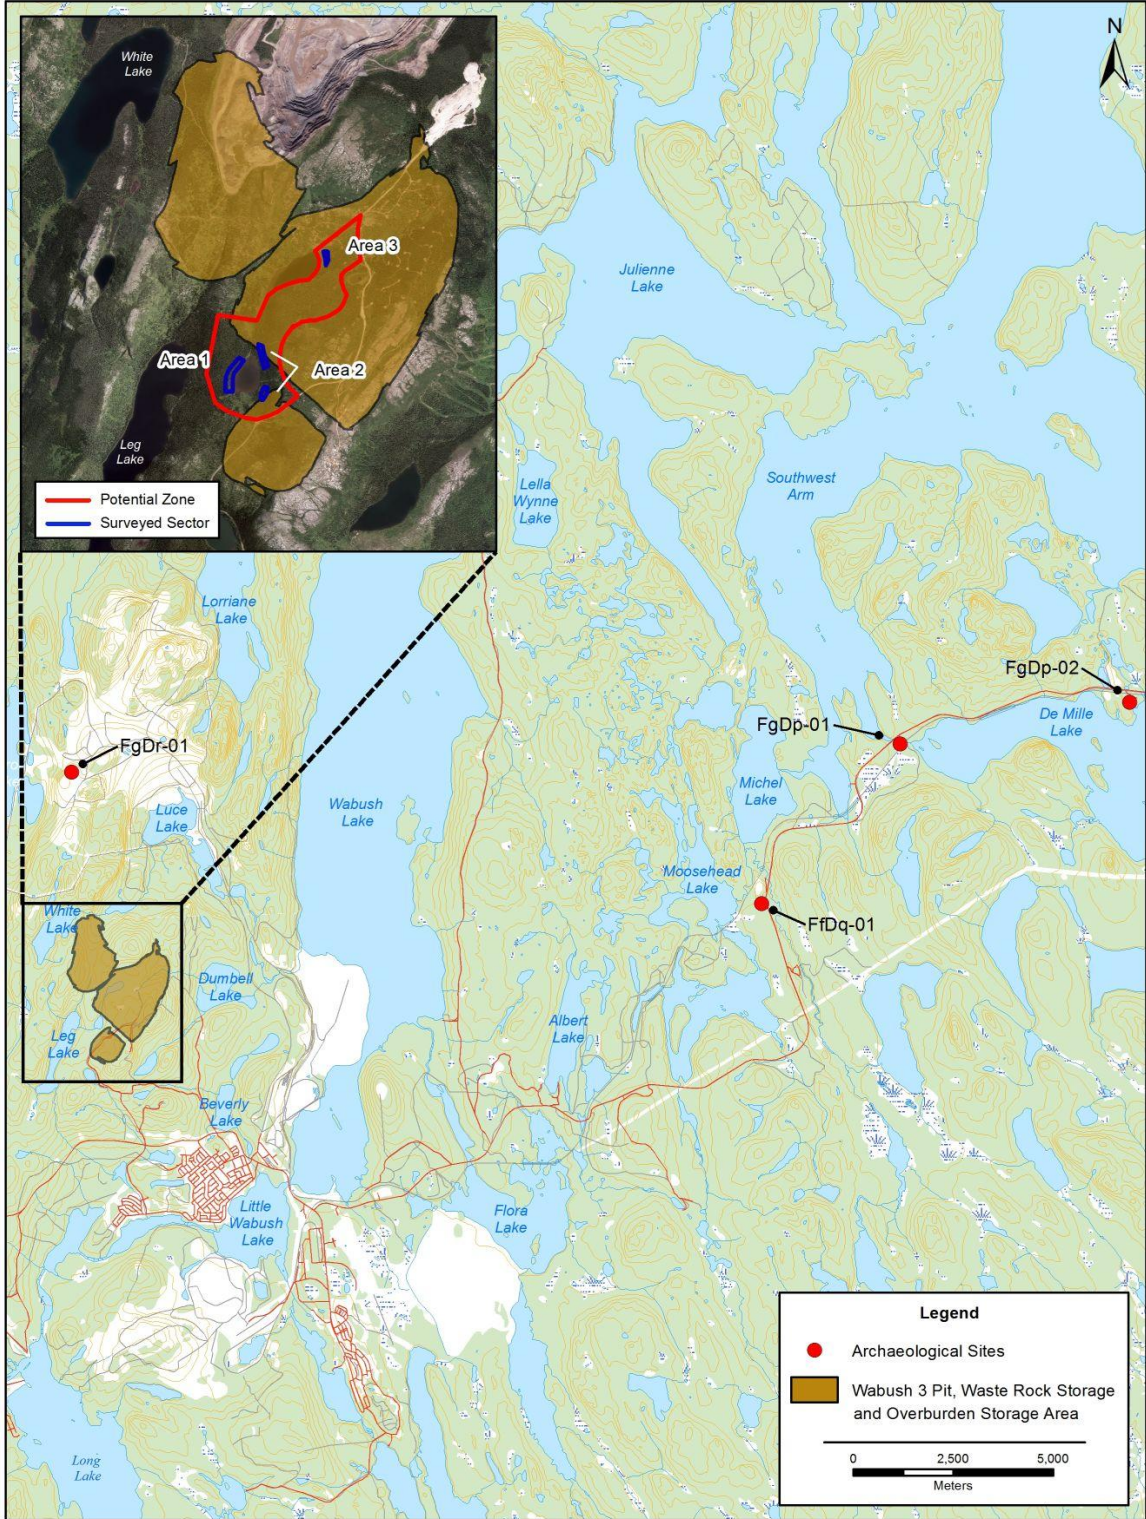 N
White
Lake
Area 3
Area 1
Area 2
Leg
Lake
Potential Zone
Surveyed Sector
Julienne
Lake
Lella
Wynne
Lake
Southwest
Arm
Lorriane
Lake
FgDp-02
De Mille
Lake
FgDp-01
FgDr-01
Michel
Lake
Wabush
Lake
Luce
Lake
Moosehead
Lake
FfDq-01
White
Lake
Dumbell
Lake
Leg
Lake
Albert
Lake
Beverly
Lake
Little
Wabush
Lake
Flora
Lake
Long
Lake
Legend
Archaeological Sites
Wabush 3 Pit, Waste Rock Storage
and Overburden Storage Area
0 2,500 5,000
Meters